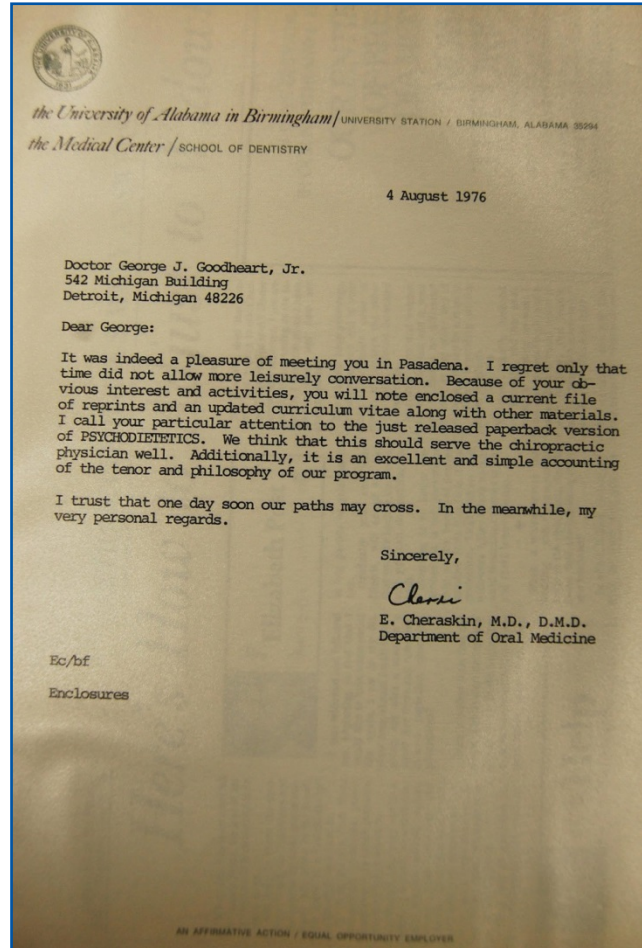 THE UNIVERSITY OF ALABAMA
the University of Alabama in Birmingham / UNIVERSITY STATION / BIRMINGHAM, ALABAMA 35294
the Medical Center / SCHOOL OF DENTISTRY
4 August 1976
Doctor George J. Goodheart, Jr.
542 Michigan Building
Detroit, Michigan 48226
Dear George:
It was indeed a pleasure of meeting you in Pasadena. I regret only that
time did not allow more leisurely conversation. Because of your ob-
vious interest and activities, you will note enclosed a current file
of reprints and an updated curriculum vitae along with other materials.
I call your particular attention to the just released paperback version
of PSYCHODIETETICS. We think that this should serve the chiropractic
physician well. Additionally, it is an excellent and simple accounting
of the tenor and philosophy of our program.
I trust that one day soon our paths may cross. In the meanwhile, my
very personal regards.
Sincerely,
E. Cheraskin, M.D., D.M.D.
Department of Oral Medicine
Ec/bf
Enclosures
AN AFFIRMATIVE ACTION / EQUAL OPPORTUNITY EMPLOYER